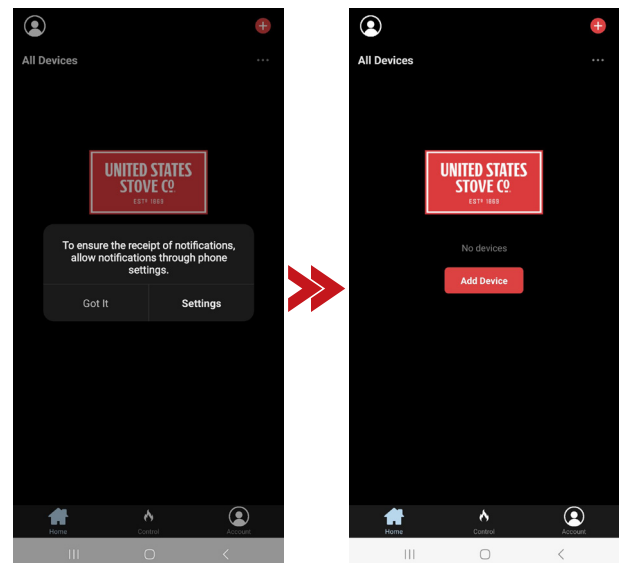 All Devices
UNITED STATES
STOVE CO.
ESTD 1869
To ensure the receipt of notifications,
allow notifications through phone
settings.
Got It
Settings
Home
Control
Account
All Devices
UNITED STATES
STOVE CO.
ESTD 1869
No devices
Add Device
Home
Control
Account